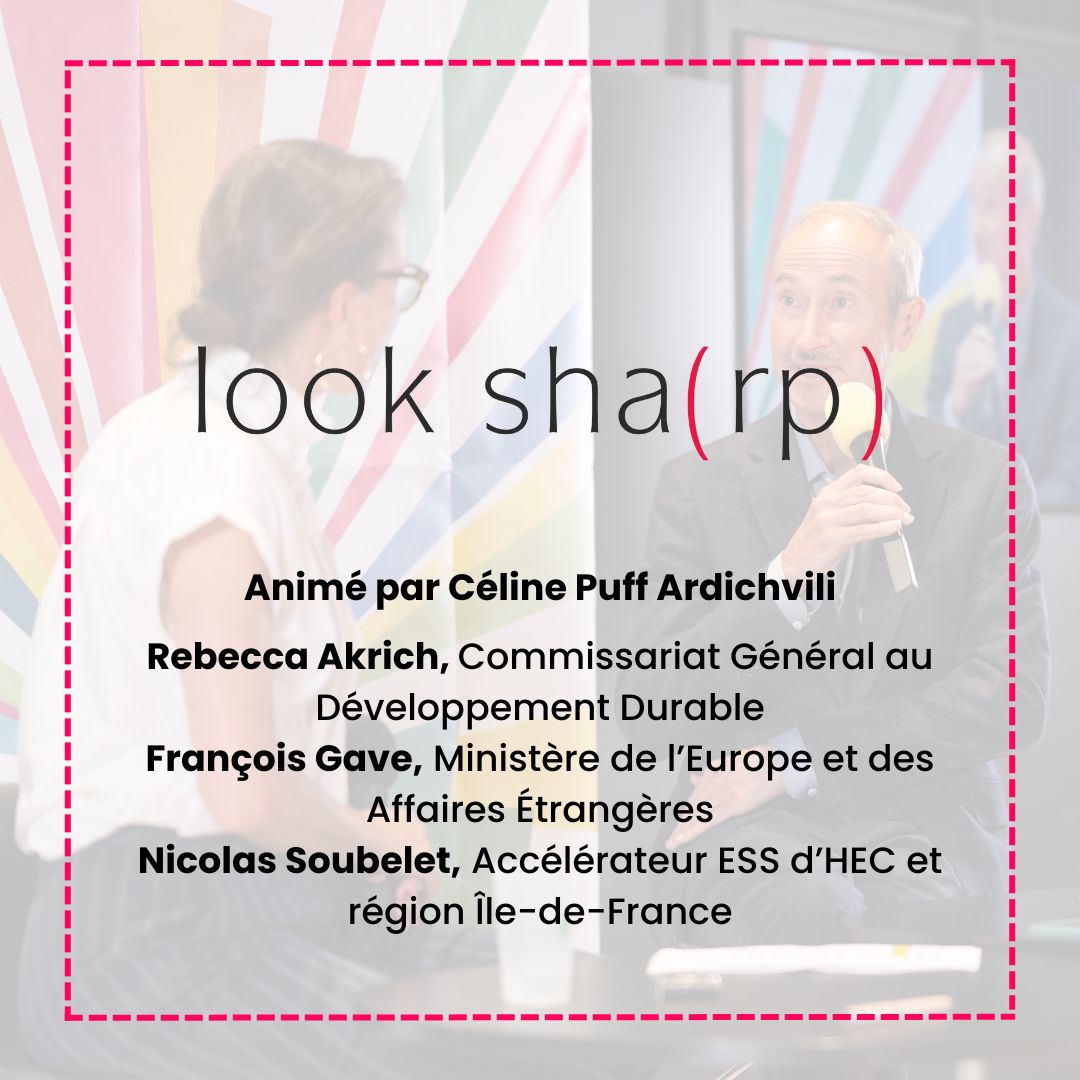 look sha(rp)
Animé par Céline Puff Ardichvili
Rebecca Akrich, Commissariat Général au
Développement Durable
François Gave, Ministère de l’Europe et des
Affaires Étrangères
Nicolas Soubelet, Accélérateur ESS d’HEC et
région Île-de-France